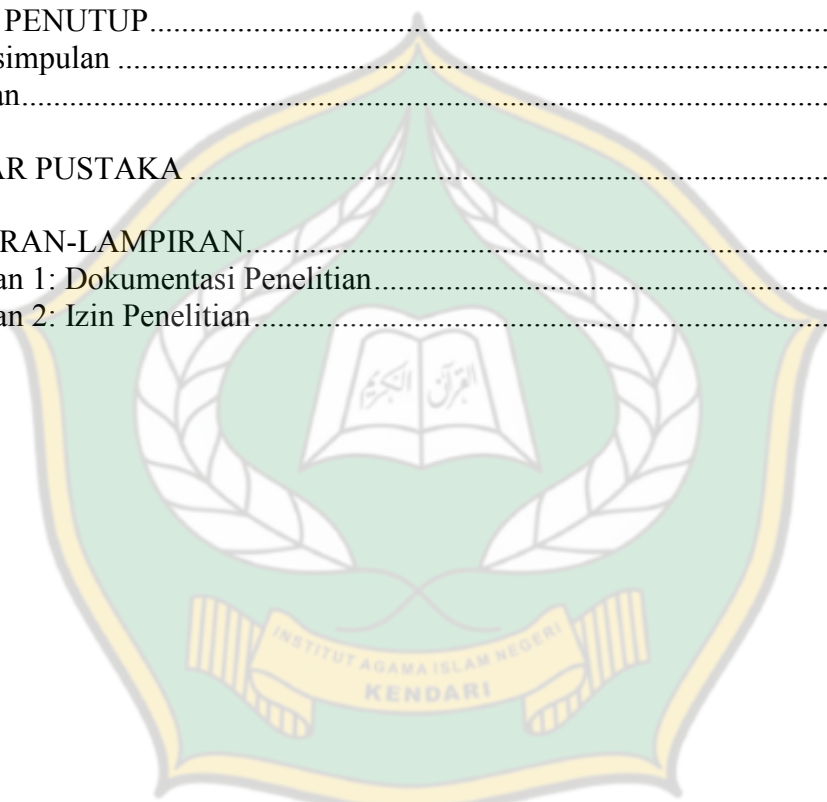 PENUTUP
simpulan
an
AR PUSTAKA
RAN-LAMPIRAN
an 1: Dokumentasi Penelitian
an 2: Izin Penelitian
القرآن الكريم
INSTITUT AGAMA ISLAM NEGERI
KENDARI